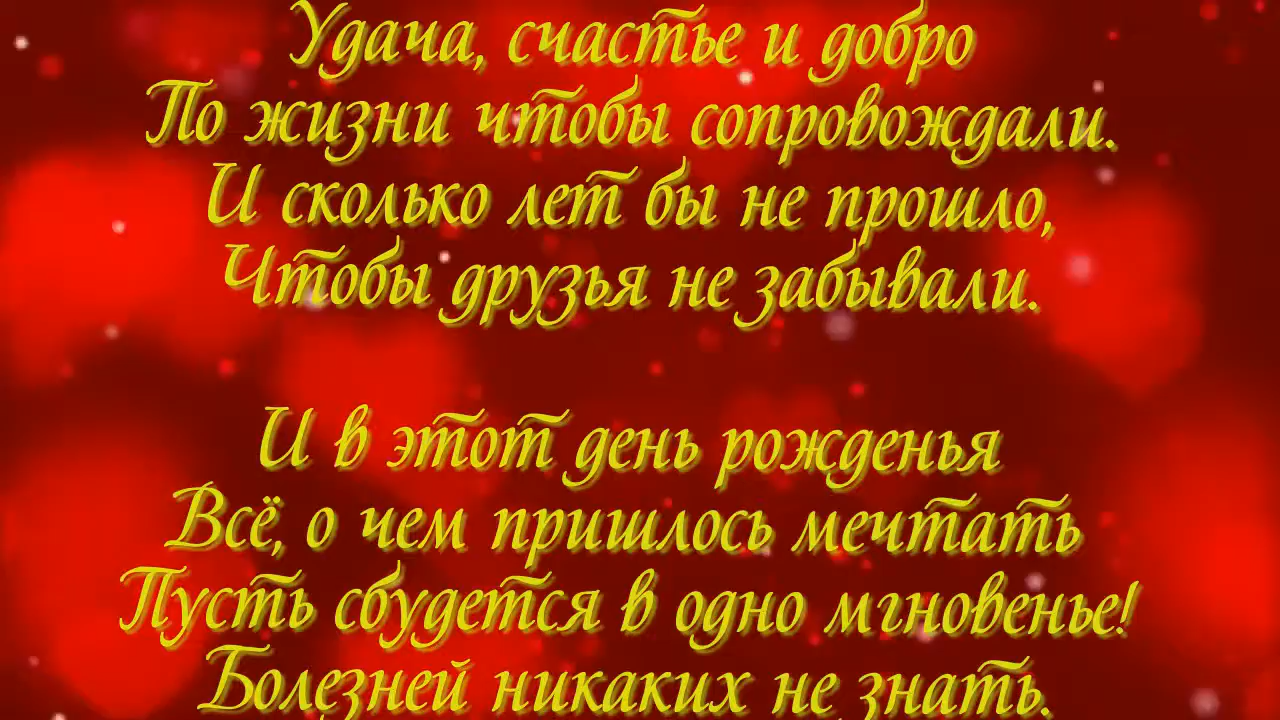 Удача, счастье и добро
По жизни чтобы сопровождали.
И сколько лет бы не прошло,
Чтобы друзья не забывали.
И в этот день рожденья
Всё, о чем пришлось мечтать
Пусть сбудется в одно мгновенье!
Болезней никаких не знать.